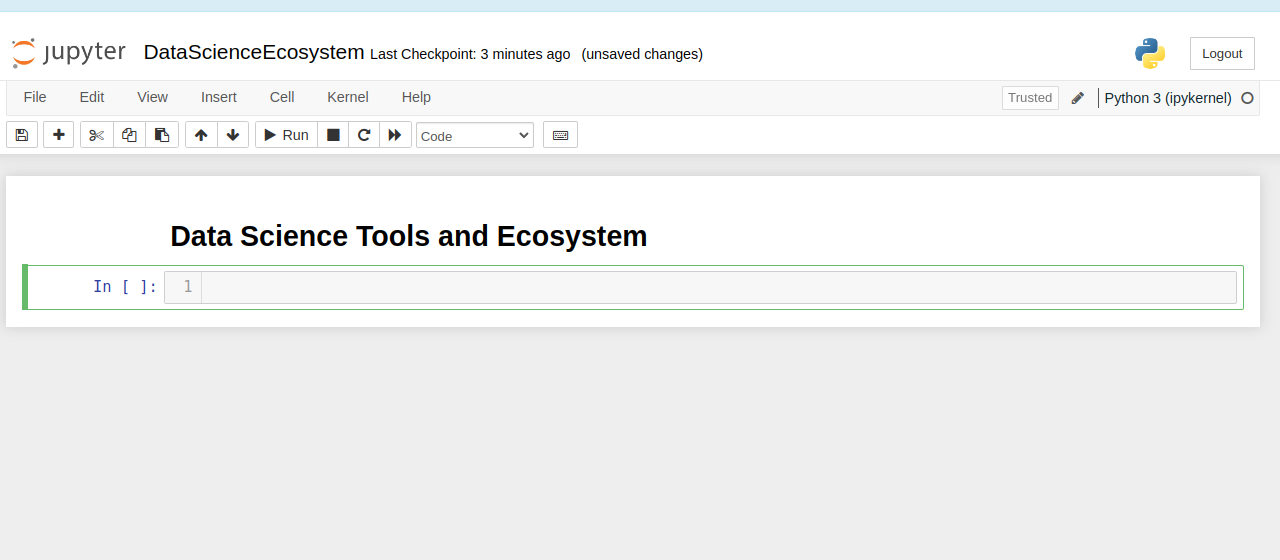 jupyter DataScienceEcosystem Last Checkpoint: 3 minutes ago (unsaved changes) Logout
File Edit View Insert Cell Kernel Help Trusted Python 3 (ipykernel)
Run Code
Data Science Tools and Ecosystem
In [ ]: 1